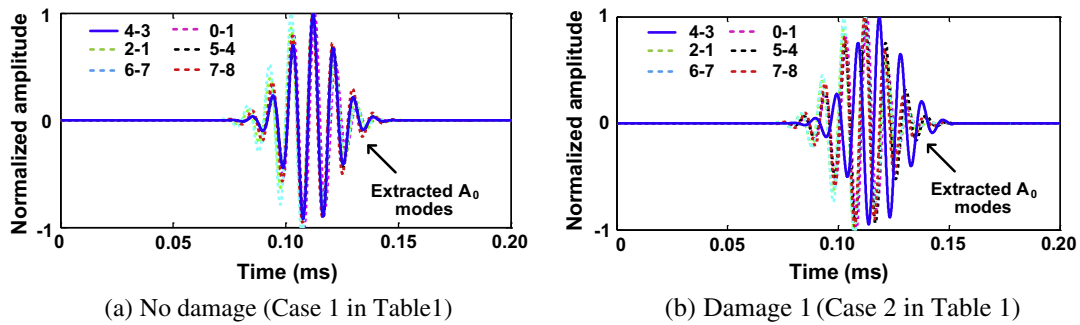 Normalized amplitude
1
0
-1
4-3
2-1
6-7
0-1
5-4
7-8
Extracted A₀
modes
0
0.05
0.10
0.15
0.20
Time (ms)
(a) No damage (Case 1 in Table1)
Normalized amplitude
1
0
-1
4-3
2-1
6-7
0-1
5-4
7-8
Extracted A₀
modes
0
0.05
0.10
0.15
0.20
Time (ms)
(b) Damage 1 (Case 2 in Table 1)